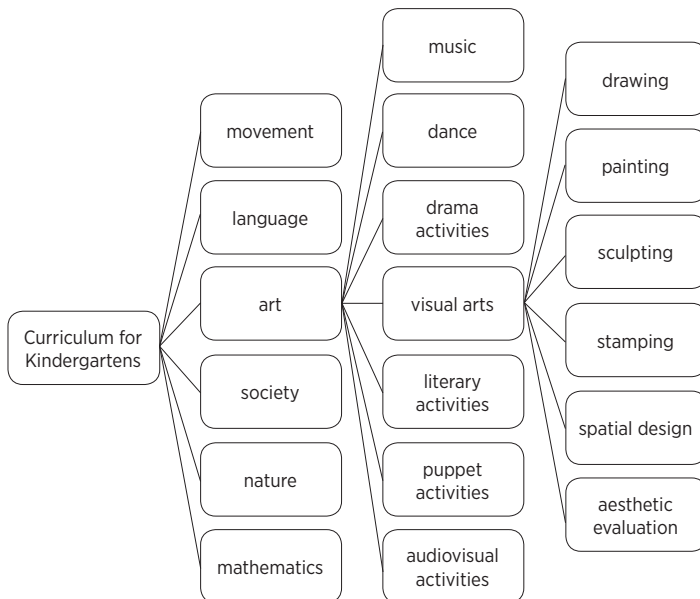 Curriculum for
Kindergartens
movement
language
art
society
nature
mathematics
music
dance
drama
activities
visual arts
literary
activities
puppet
activities
audiovisual
activities
drawing
painting
sculpting
stamping
spatial design
aesthetic
evaluation